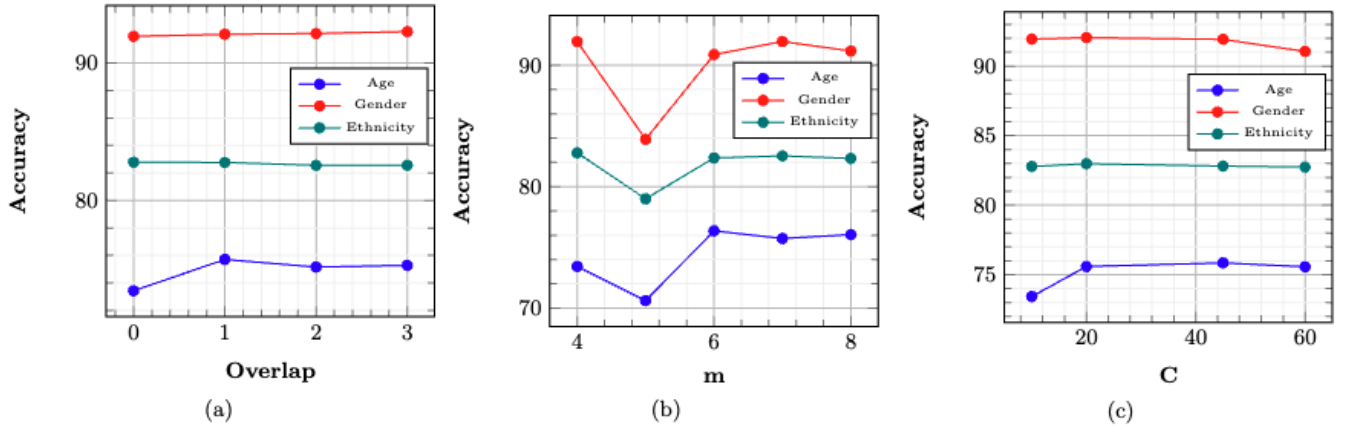 90
80
Accuracy
Age
Gender
Ethnicity
0 1 2 3
Overlap
(a)
90
80
70
Accuracy
Age
Gender
Ethnicity
4 6 8
m
(b)
90
85
80
75
Accuracy
Age
Gender
Ethnicity
20 40 60
C
(c)